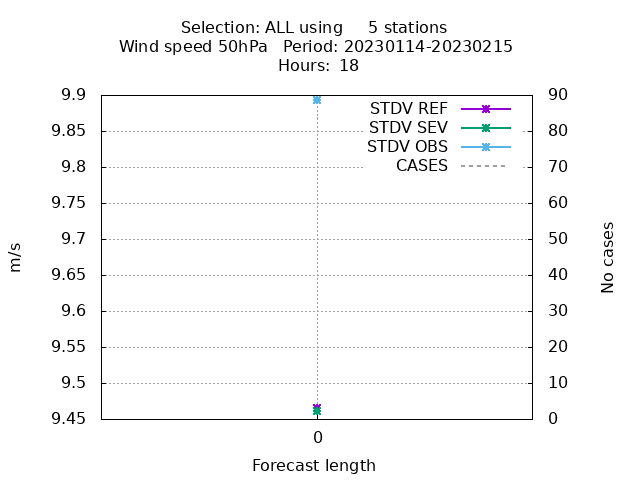 Selection: ALL using     5 stations
Wind speed 50hPa   Period: 20230114-20230215
Hours:  18
9.9
9.85
9.8
9.75
9.7
9.65
9.6
9.55
9.5
9.45
m/s
STDV REF
STDV SEV
STDV OBS
CASES
90
80
70
60
50
40
30
20
10
0
No cases
0
Forecast length